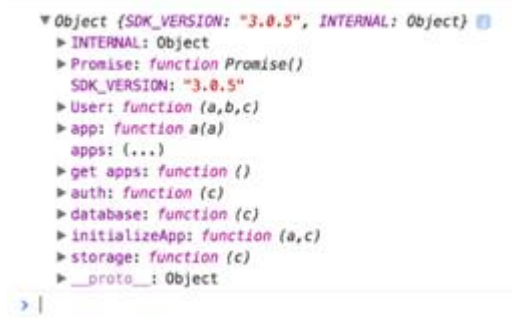 ▼ Object {SDK_VERSION: "3.0.5", INTERNAL: Object} i
▶ INTERNAL: Object
▶ Promise: function Promise()
SDK_VERSION: "3.0.5"
▶ User: function (a,b,c)
▶ app: function a(a)
apps: (...)
▶ get apps: function ()
▶ auth: function (c)
▶ database: function (c)
▶ initializeApp: function (a,c)
▶ storage: function (c)
▶ __proto__: Object
> |